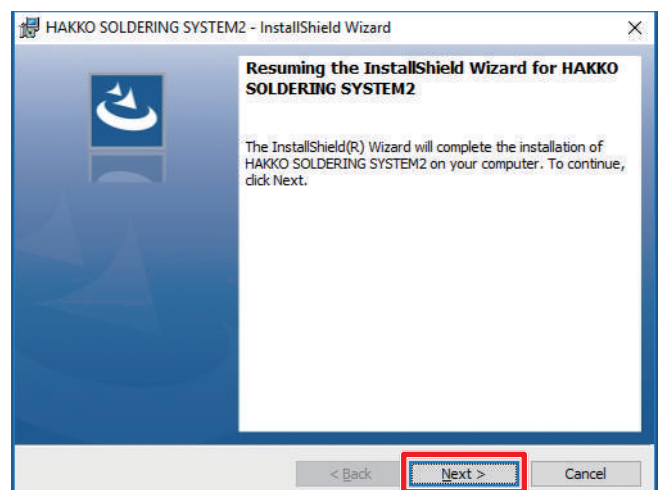 HAKKO SOLDERING SYSTEM2 - InstallShield Wizard
Resuming the InstallShield Wizard for HAKKO
SOLDERING SYSTEM2
The InstallShield(R) Wizard will complete the installation of
HAKKO SOLDERING SYSTEM2 on your computer. To continue,
click Next.
< Back Next > Cancel